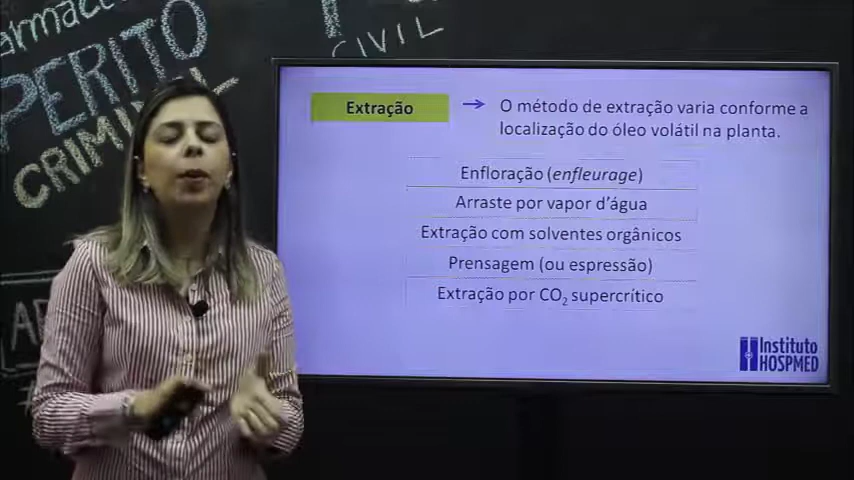 PERITO
CRIMINAL
CIVIL
Extração
O método de extração varia conforme a
localização do óleo volátil na planta.
Enfloração (enfleurage)
Arraste por vapor d'água
Extração com solventes orgânicos
Prensagem (ou espressão)
Extração por CO₂ supercrítico
Instituto
HOSPMED